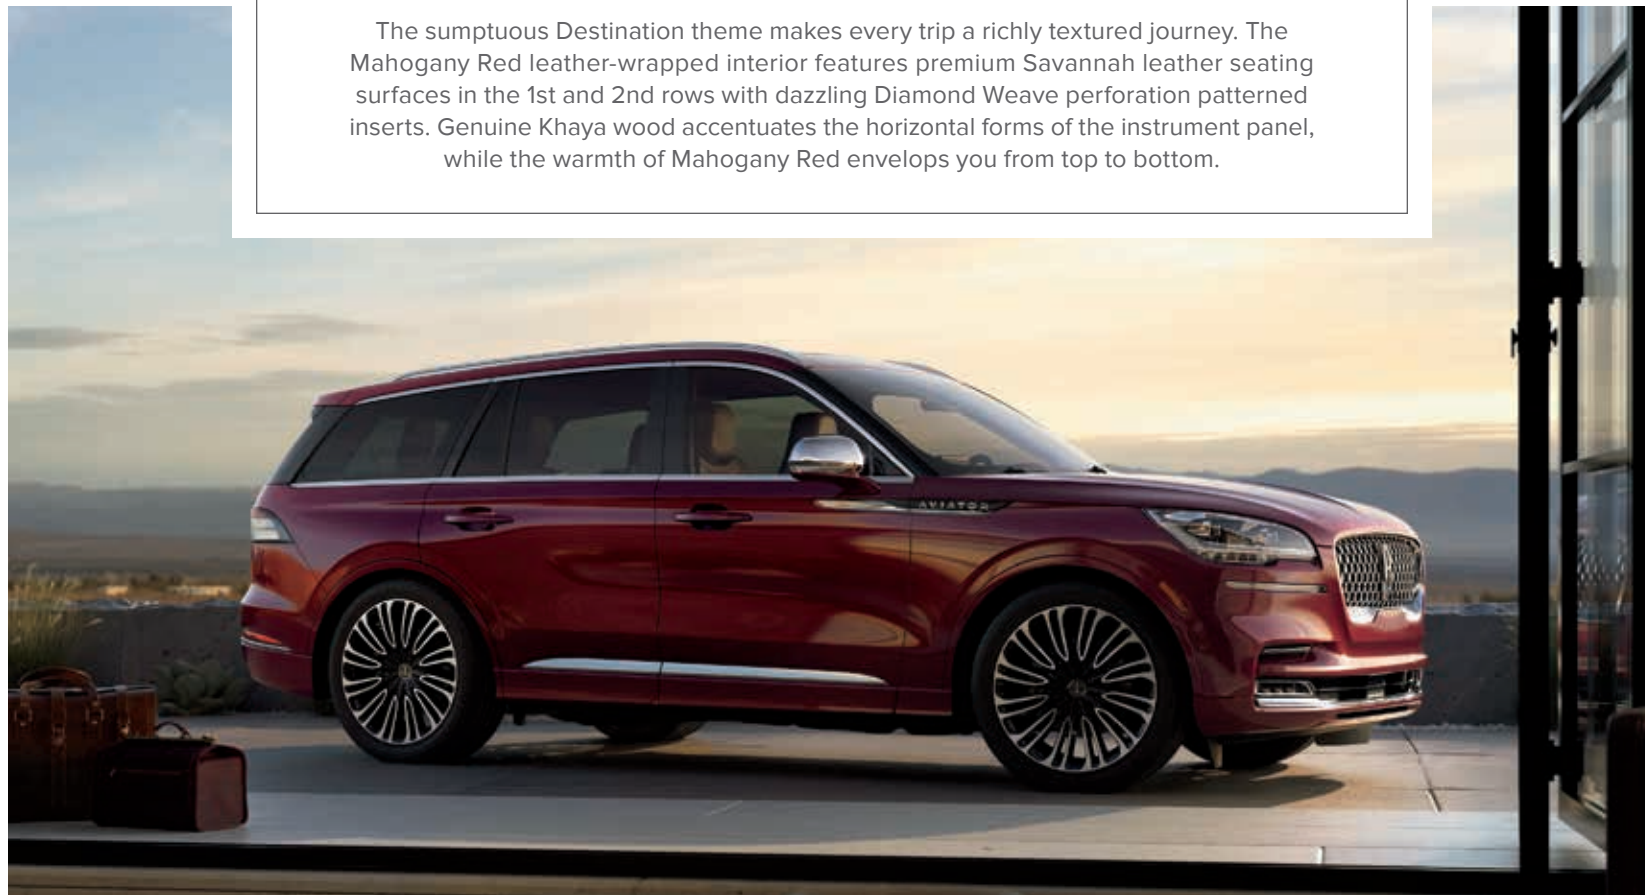 The sumptuous Destination theme makes every trip a richly textured journey. The
Mahogany Red leather-wrapped interior features premium Savannah leather seating
surfaces in the 1st and 2nd rows with dazzling Diamond Weave perforation patterned
inserts. Genuine Khaya wood accentuates the horizontal forms of the instrument panel,
while the warmth of Mahogany Red envelops you from top to bottom.
AVIATOR